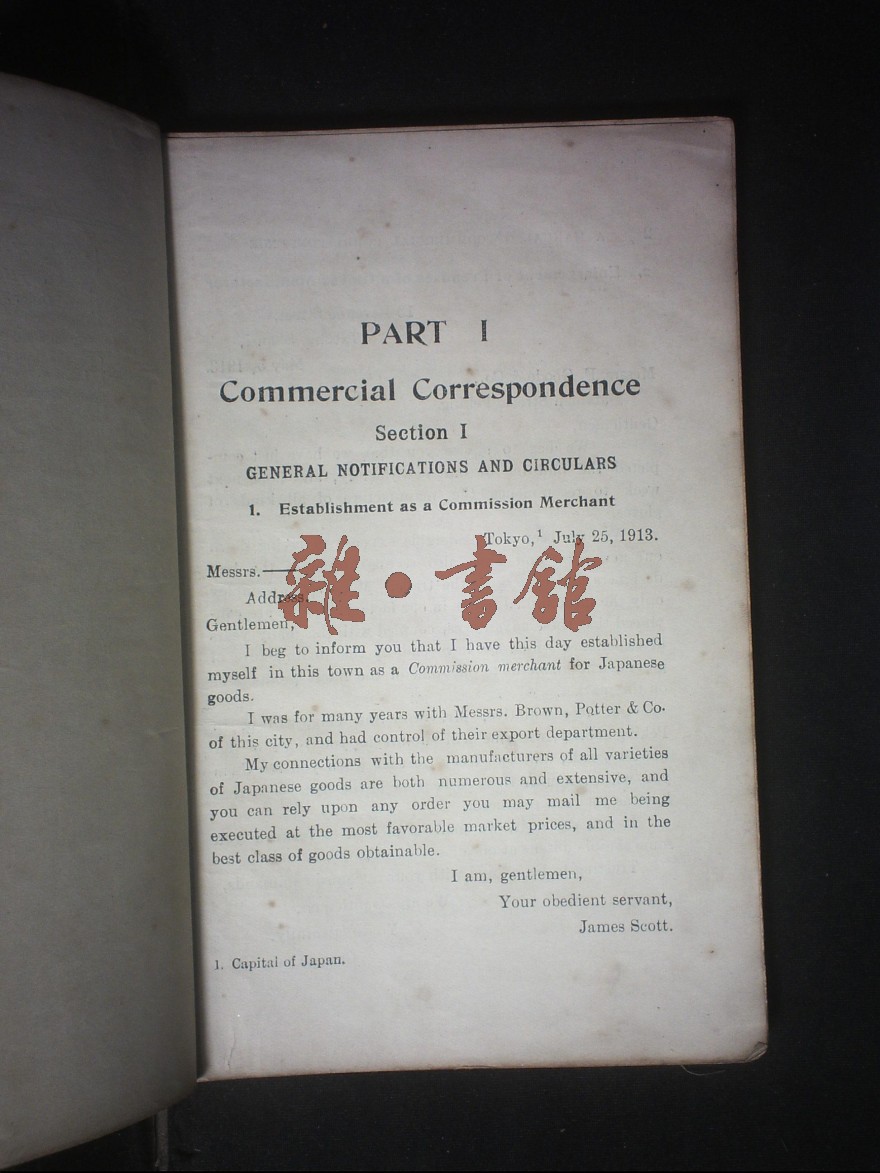 PART I
Commercial Correspondence
Section I
GENERAL NOTIFICATIONS AND CIRCULARS
1. Establishment as a Commission Merchant
Tokyo,¹ July 25, 1913.
Messrs.—
Address.
雜·書館
Gentlemen,
I beg to inform you that I have this day established
myself in this town as a Commission merchant for Japanese
goods.
I was for many years with Messrs. Brown, Potter & Co.
of this city, and had control of their export department.
My connections with the manufacturers of all varieties
of Japanese goods are both numerous and extensive, and
you can rely upon any order you may mail me being
executed at the most favorable market prices, and in the
best class of goods obtainable.
I am, gentlemen,
Your obedient servant,
James Scott.
1. Capital of Japan.